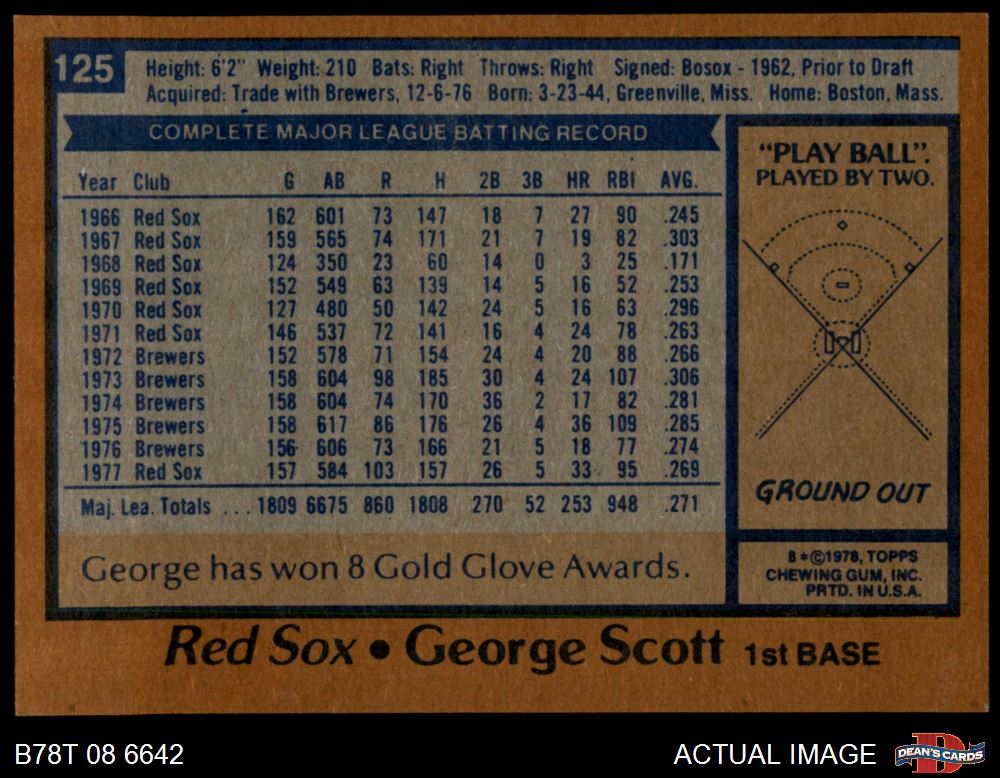 125
Height: 6'2" Weight: 210 Bats: Right Throws: Right Signed: Bosox - 1962, Prior to Draft
Acquired: Trade with Brewers, 12-6-76 Born: 3-23-44, Greenville, Miss. Home: Boston, Mass.
COMPLETE MAJOR LEAGUE BATTING RECORD
Year Club G AB R H 2B 3B HR RBI AVG.
1966 Red Sox 162 601 73 147 18 7 27 90 .245
1967 Red Sox 159 565 74 171 21 7 19 82 .303
1968 Red Sox 124 350 23 60 14 0 3 25 .171
1969 Red Sox 152 549 63 139 14 5 16 52 .253
1970 Red Sox 127 480 50 142 24 5 16 63 .296
1971 Red Sox 146 537 72 141 16 4 24 78 .263
1972 Brewers 152 578 71 154 24 4 20 88 .266
1973 Brewers 158 604 98 185 30 4 24 107 .306
1974 Brewers 158 604 74 170 36 2 17 82 .281
1975 Brewers 158 617 86 176 26 4 36 109 .285
1976 Brewers 156 606 73 166 21 5 18 77 .274
1977 Red Sox 157 584 103 157 26 5 33 95 .269
Maj. Lea. Totals ... 1809 6675 860 1808 270 52 253 948 .271
George has won 8 Gold Glove Awards.
"PLAY BALL".
PLAYED BY TWO.
GROUND OUT
B*©1978, TOPPS
CHEWING GUM, INC.
PRTD. IN U.S.A.
Red Sox • George Scott 1st BASE
B78T 08 6642
ACTUAL IMAGE
DEAN'S CARDS